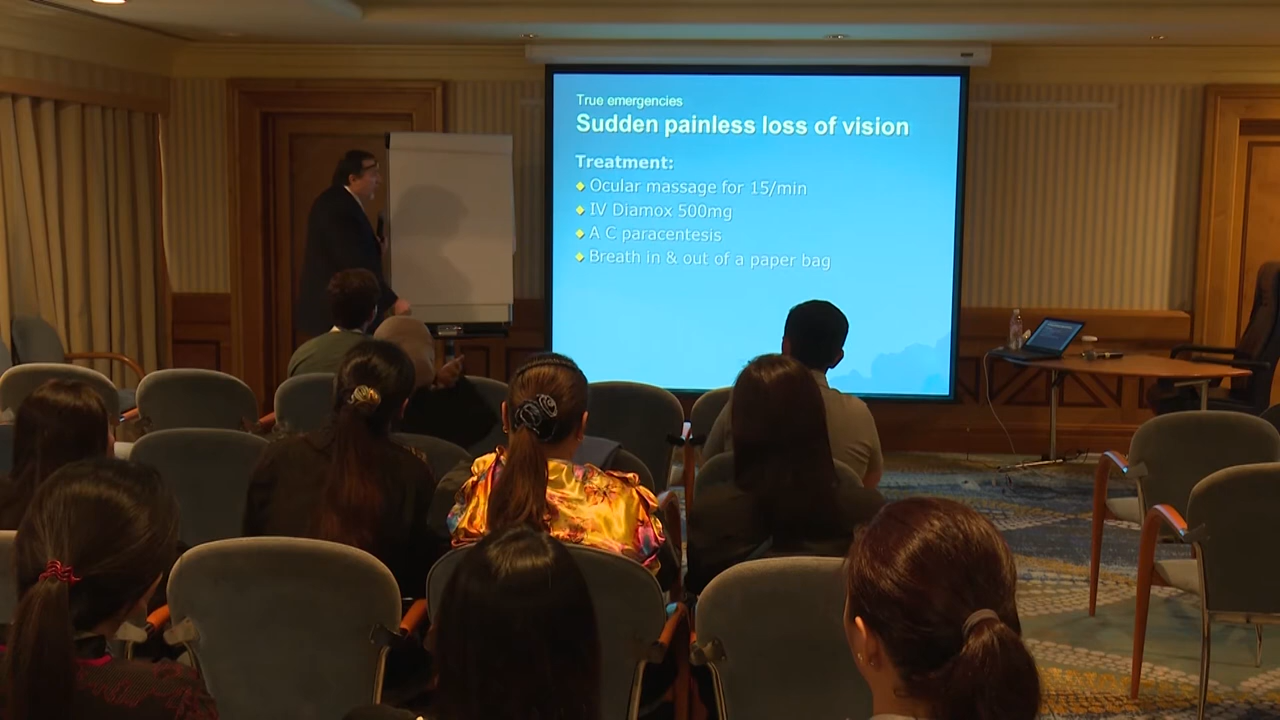 True emergencies
Sudden painless loss of vision
Treatment:
Ocular massage for 15/min
IV Diamox 500mg
A C paracentesis
Breath in & out of a paper bag